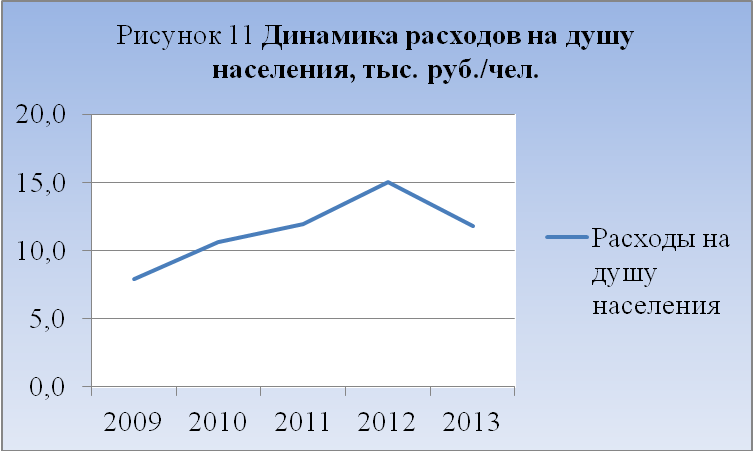 Рисунок 11 Динамика расходов на душу
населения, тыс. руб./чел.
20,0
15,0
10,0
5,0
0,0
2009 2010 2011 2012 2013
Расходы на
душу
населения